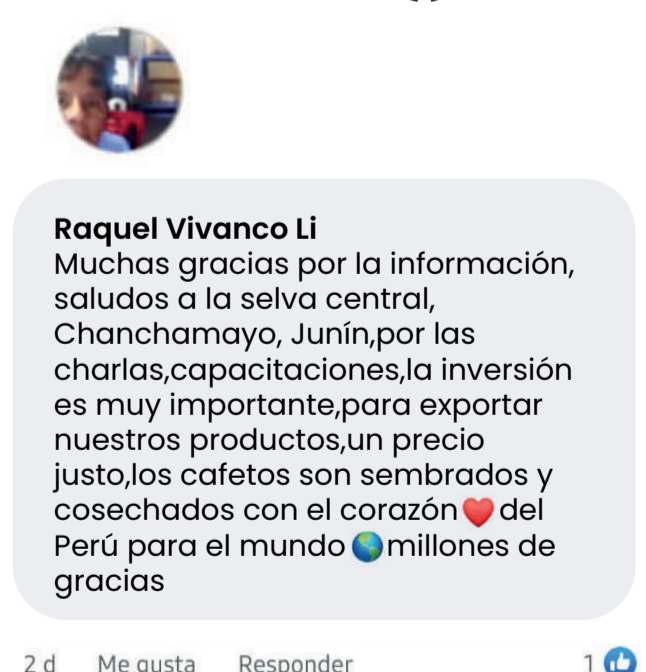 Raquel Vivanco Li
Muchas gracias por la información,
saludos a la selva central,
Chanchamayo, Junín,por las
charlas,capacitaciones,la inversión
es muy importante,para exportar
nuestros productos,un precio
justo,los cafetos son sembrados y
cosechados con el corazón❤️del
Perú para el mundo🌎millones de
gracias
2 d Me gusta Responder 1